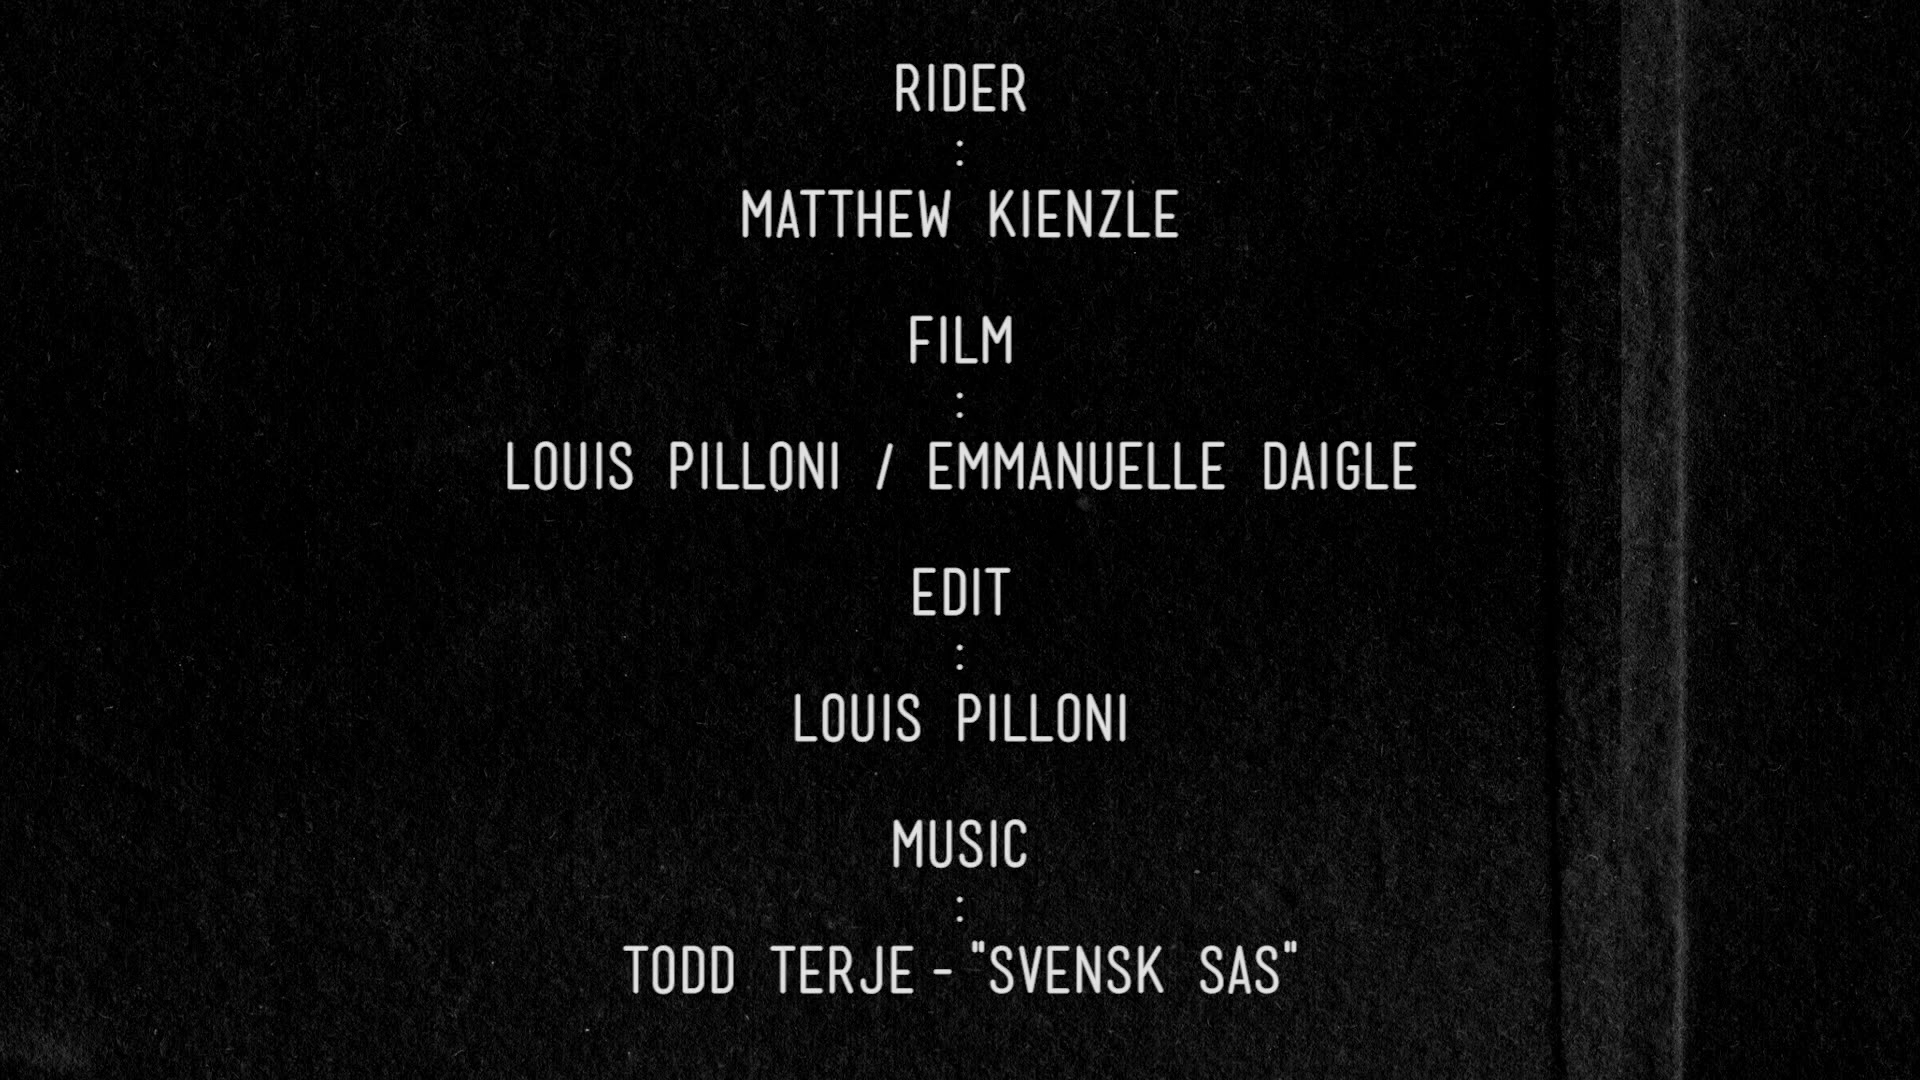 RIDER
:
MATTHEW KIENZLE
FILM
:
LOUIS PILLONI / EMMANUELLE DAIGLE
EDIT
:
LOUIS PILLONI
MUSIC
:
TODD TERJE - "SVENSK SAS"